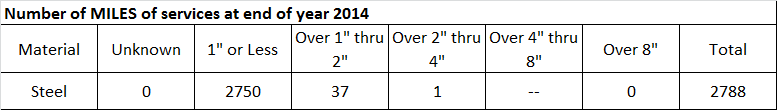 Number of MILES of services at end of year 2014
Material Unknown 1" or Less Over 1" thru 2" Over 2" thru 4" Over 4" thru 8" Over 8" Total
Steel 0 2750 37 1 -- 0 2788